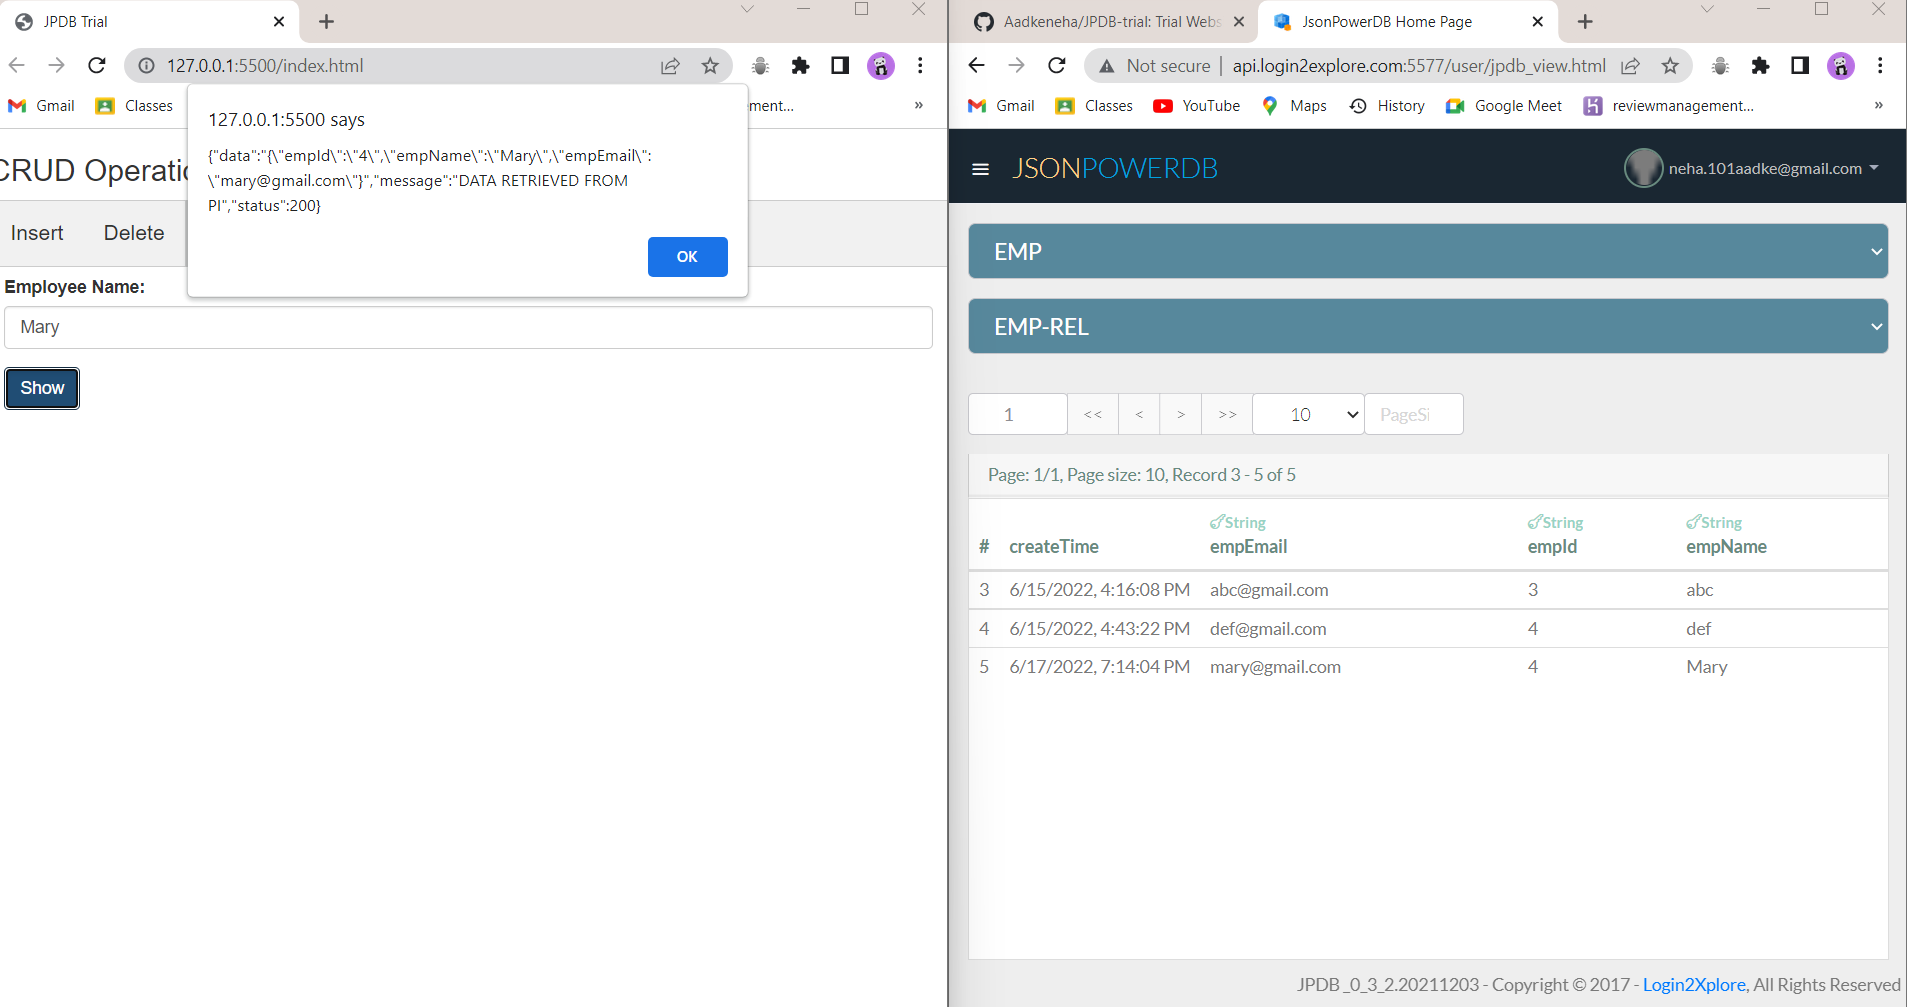 JPDB Trial
127.0.0.1:5500/index.html
Gmail Classes
ment... »
127.0.0.1:5500 says
{"data":"{\"empId\":\"4\",\"empName\":\"Mary\",\"empEmail\":
\"mary@gmail.com\"}","message":"DATA RETRIEVED FROM
PI","status":200}
OK
CRUD Operatic
Insert Delete
Employee Name:
Mary
Show
Aadkeneha/JPDB-trial: Trial Webs
JsonPowerDB Home Page
Not secure | api.login2explore.com:5577/user/jpdb_view.html
Gmail Classes YouTube Maps History Google Meet reviewmanagement... »
JSONPOWERDB
neha.101aadke@gmail.com
EMP
EMP-REL
1 << < > >> 10 PageSi
Page: 1/1, Page size: 10, Record 3 - 5 of 5
String String String
# createTime empEmail empId empName
3 6/15/2022, 4:16:08 PM abc@gmail.com 3 abc
4 6/15/2022, 4:43:22 PM def@gmail.com 4 def
5 6/17/2022, 7:14:04 PM mary@gmail.com 4 Mary
JPDB_0_3_2.20211203 - Copyright © 2017 - Login2Xplore, All Rights Reserved